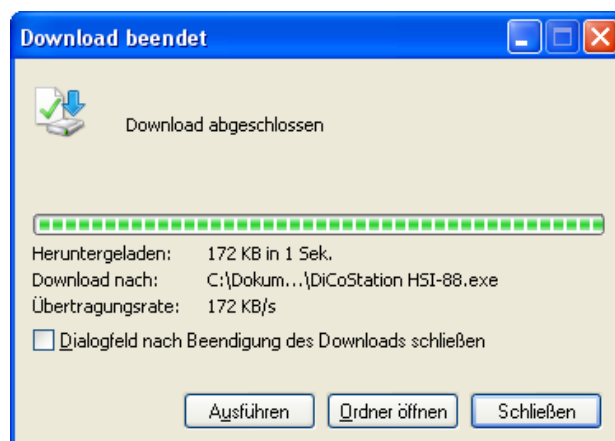 Download beendet
Download abgeschlossen
Heruntergeladen: 172 KB in 1 Sek.
Download nach: C:\Dokum...\DiCoStation HSI-88.exe
Übertragungsrate: 172 KB/s
Dialogfeld nach Beendigung des Downloads schließen
Ausführen Ordner öffnen Schließen